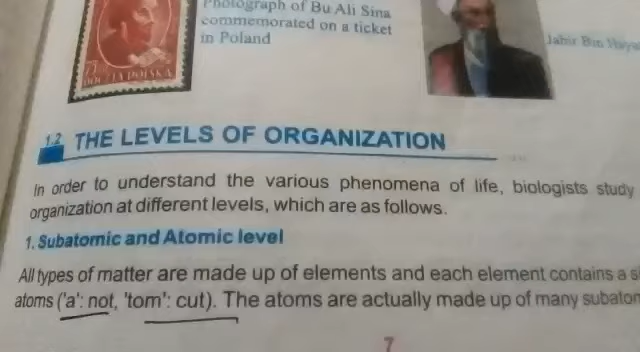 POCZTA POLSKA
Photograph of Bu Ali Sina
commemorated on a ticket
in Poland
Jabir Bin
1.2 THE LEVELS OF ORGANIZATION
In order to understand the various phenomena of life, biologists study
organization at different levels, which are as follows.
1. Subatomic and Atomic level
All types of matter are made up of elements and each element contains a
atoms ('a': not, 'tom': cut). The atoms are actually made up of many
7